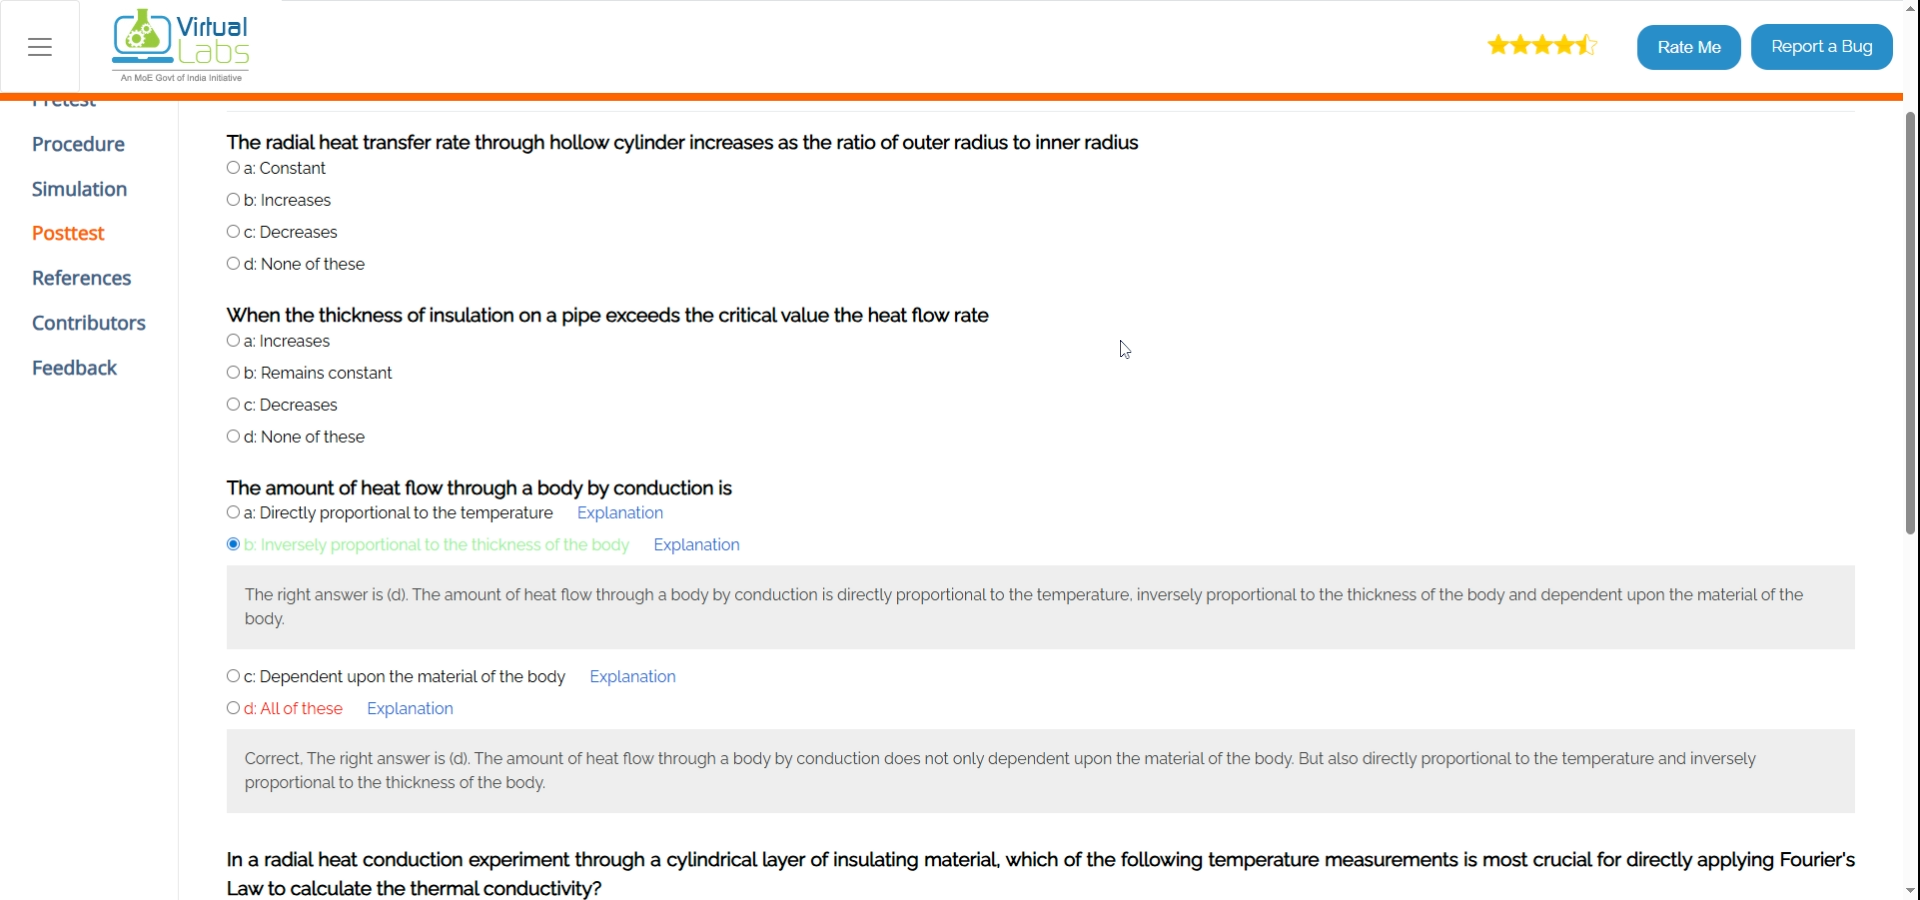 Virtual
Labs
An MoE Govt of India Initiative
Rate Me
Report a Bug
Pretest
Procedure
Simulation
Posttest
References
Contributors
Feedback
The radial heat transfer rate through hollow cylinder increases as the ratio of outer radius to inner radius
a: Constant
b: Increases
c: Decreases
d: None of these
When the thickness of insulation on a pipe exceeds the critical value the heat flow rate
a: Increases
b: Remains constant
c: Decreases
d: None of these
The amount of heat flow through a body by conduction is
a: Directly proportional to the temperature Explanation
b: Inversely proportional to the thickness of the body Explanation
The right answer is (d). The amount of heat flow through a body by conduction is directly proportional to the temperature, inversely proportional to the thickness of the body and dependent upon the material of the
body.
c: Dependent upon the material of the body Explanation
d: All of these Explanation
Correct, The right answer is (d). The amount of heat flow through a body by conduction does not only dependent upon the material of the body. But also directly proportional to the temperature and inversely
proportional to the thickness of the body.
In a radial heat conduction experiment through a cylindrical layer of insulating material, which of the following temperature measurements is most crucial for directly applying Fourier's
Law to calculate the thermal conductivity?